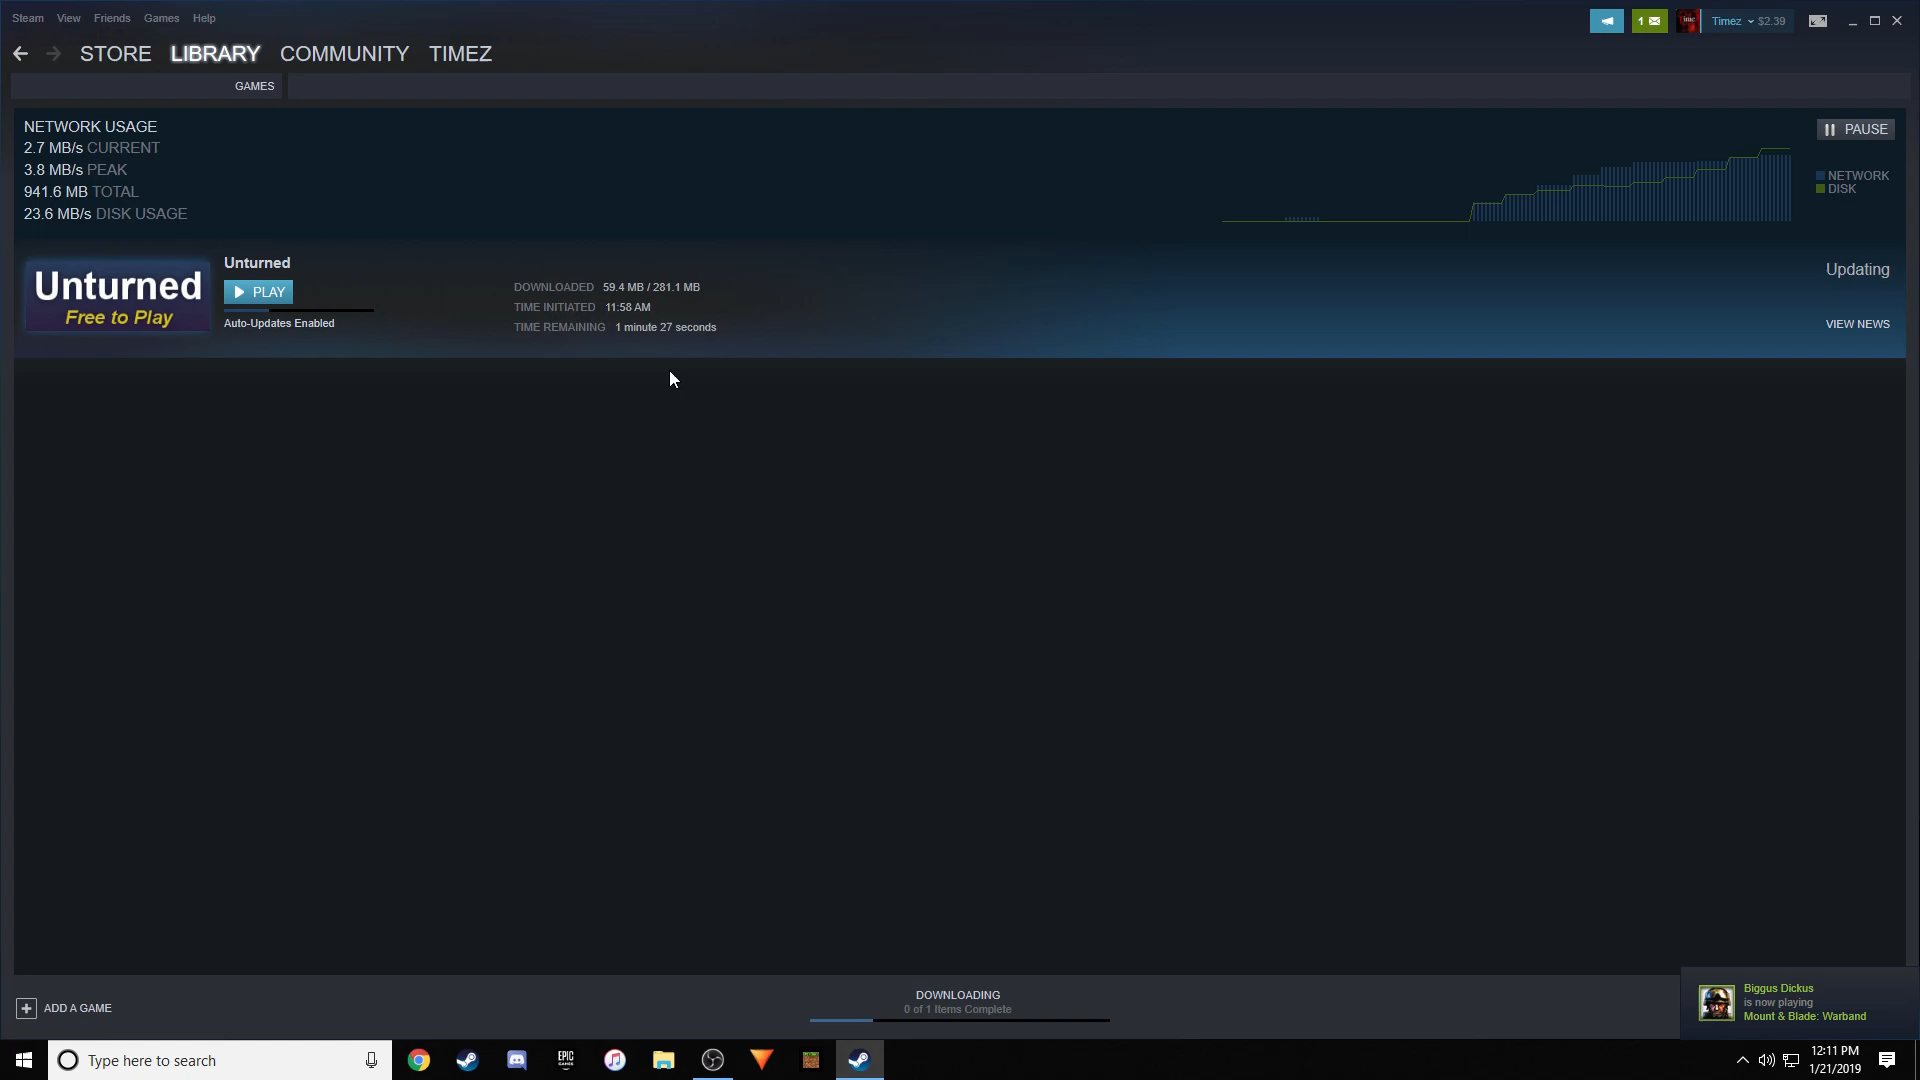 Steam View Friends Games Help
1
Timez $2.39
STORE LIBRARY COMMUNITY TIMEZ
GAMES
NETWORK USAGE
2.7 MB/s CURRENT
3.8 MB/s PEAK
941.6 MB TOTAL
23.6 MB/s DISK USAGE
PAUSE
NETWORK
DISK
Unturned
Free to Play
Unturned
PLAY
Auto-Updates Enabled
DOWNLOADED 59.4 MB / 281.1 MB
TIME INITIATED 11:58 AM
TIME REMAINING 1 minute 27 seconds
Updating
VIEW NEWS
ADD A GAME
DOWNLOADING
0 of 1 Items Complete
Biggus Dickus
is now playing
Mount & Blade: Warband
Type here to search
EPIC
GAMES
12:11 PM
1/21/2019